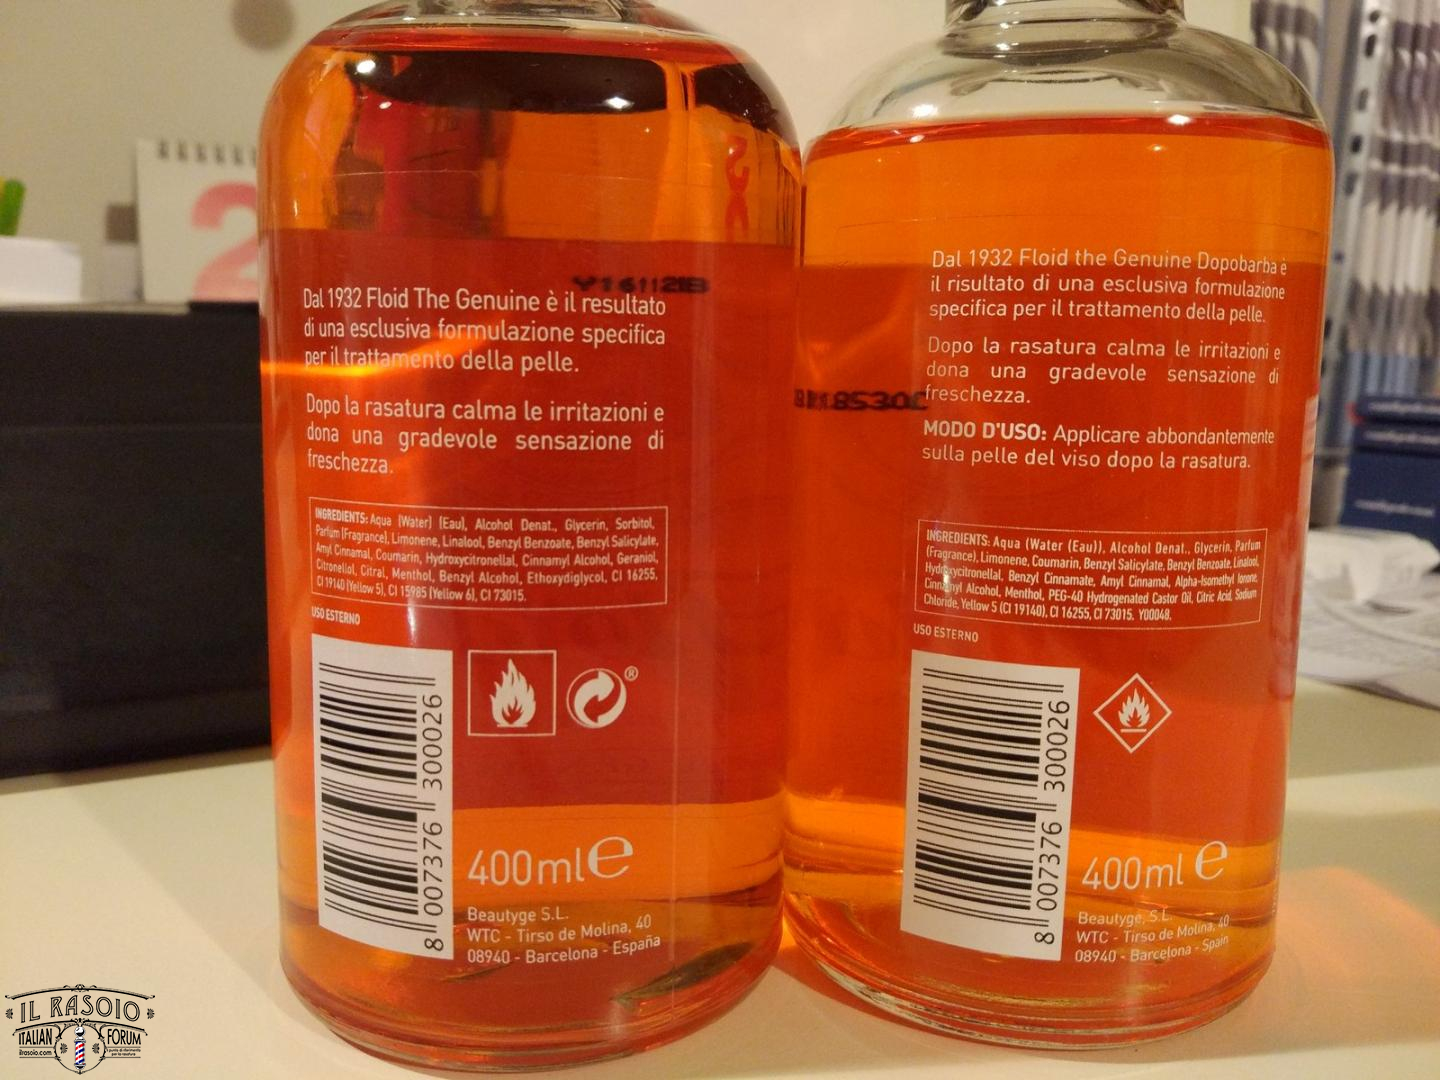 2
Y16112IB
Dal 1932 Floid The Genuine è il resultato
di una esclusiva formulazione specifica
per il trattamento della pelle.
Dopo la rasatura calma le irritazioni e
dona una gradevole sensazione di
freschezza.
INGREDIENTS: Aqua (Water) (Eau), Alcohol Denat., Glycerin, Sorbitol,
Parfum (Fragrance), Limonene, Linalool, Benzyl Benzoate, Benzyl Salicylate,
Amyl Cinnamal, Coumarin, Hydroxycitronellal, Cinnamyl Alcohol, Geraniol,
Citronellol, Citral, Menthol, Benzyl Alcohol, Ethoxydiglycol, CI 16255,
CI 19140 (Yellow 5), CI 15985 (Yellow 6), CI 73015.
USO ESTERNO
®
8 007376 300026
400ml e
Beautyge S.L.
WTC - Tirso de Molina, 40
08940 - Barcelona - España
Dal 1932 Floid the Genuine Dopobarba è
il risultato di una esclusiva formulazione
specifica per il trattamento della pelle.
Dopo la rasatura calma le irritazioni e
dona una gradevole sensazione di
freschezza.
MODO D'USO: Applicare abbondantemente
sulla pelle del viso dopo la rasatura.
INGREDIENTS: Aqua (Water (Eau)), Alcohol Denat., Glycerin, Parfum
(Fragrance), Limonene, Coumarin, Benzyl Salicylate, Benzyl Benzoate, Linalool,
Hydroxycitronellal, Benzyl Cinnamate, Amyl Cinnamal, Alpha-Isomethyl Ionone,
Cinnamyl Alcohol, Menthol, PEG-40 Hydrogenated Castor Oil, Citric Acid, Sodium
Chloride, Yellow 5 (CI 19140), CI 16255, CI 73015. Y00048.
USO ESTERNO
8 007376 300026
400ml e
Beautyge, S.L.
WTC - Tirso de Molina, 40
08940 - Barcelona - Spain
IL RASOIO
ITALIAN FORUM
ilrasoio.com